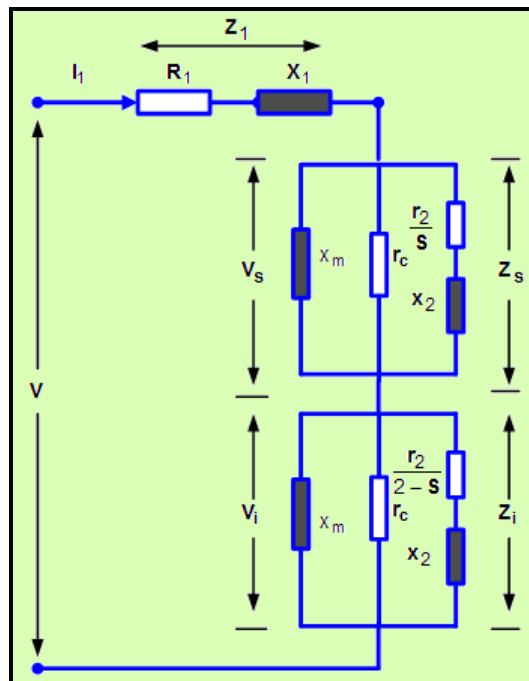 Z1
I1 R1 X1
r2
s
Vs xm rc Zs
x2
V
r2
2 – s
Vi xm rc Zi
x2